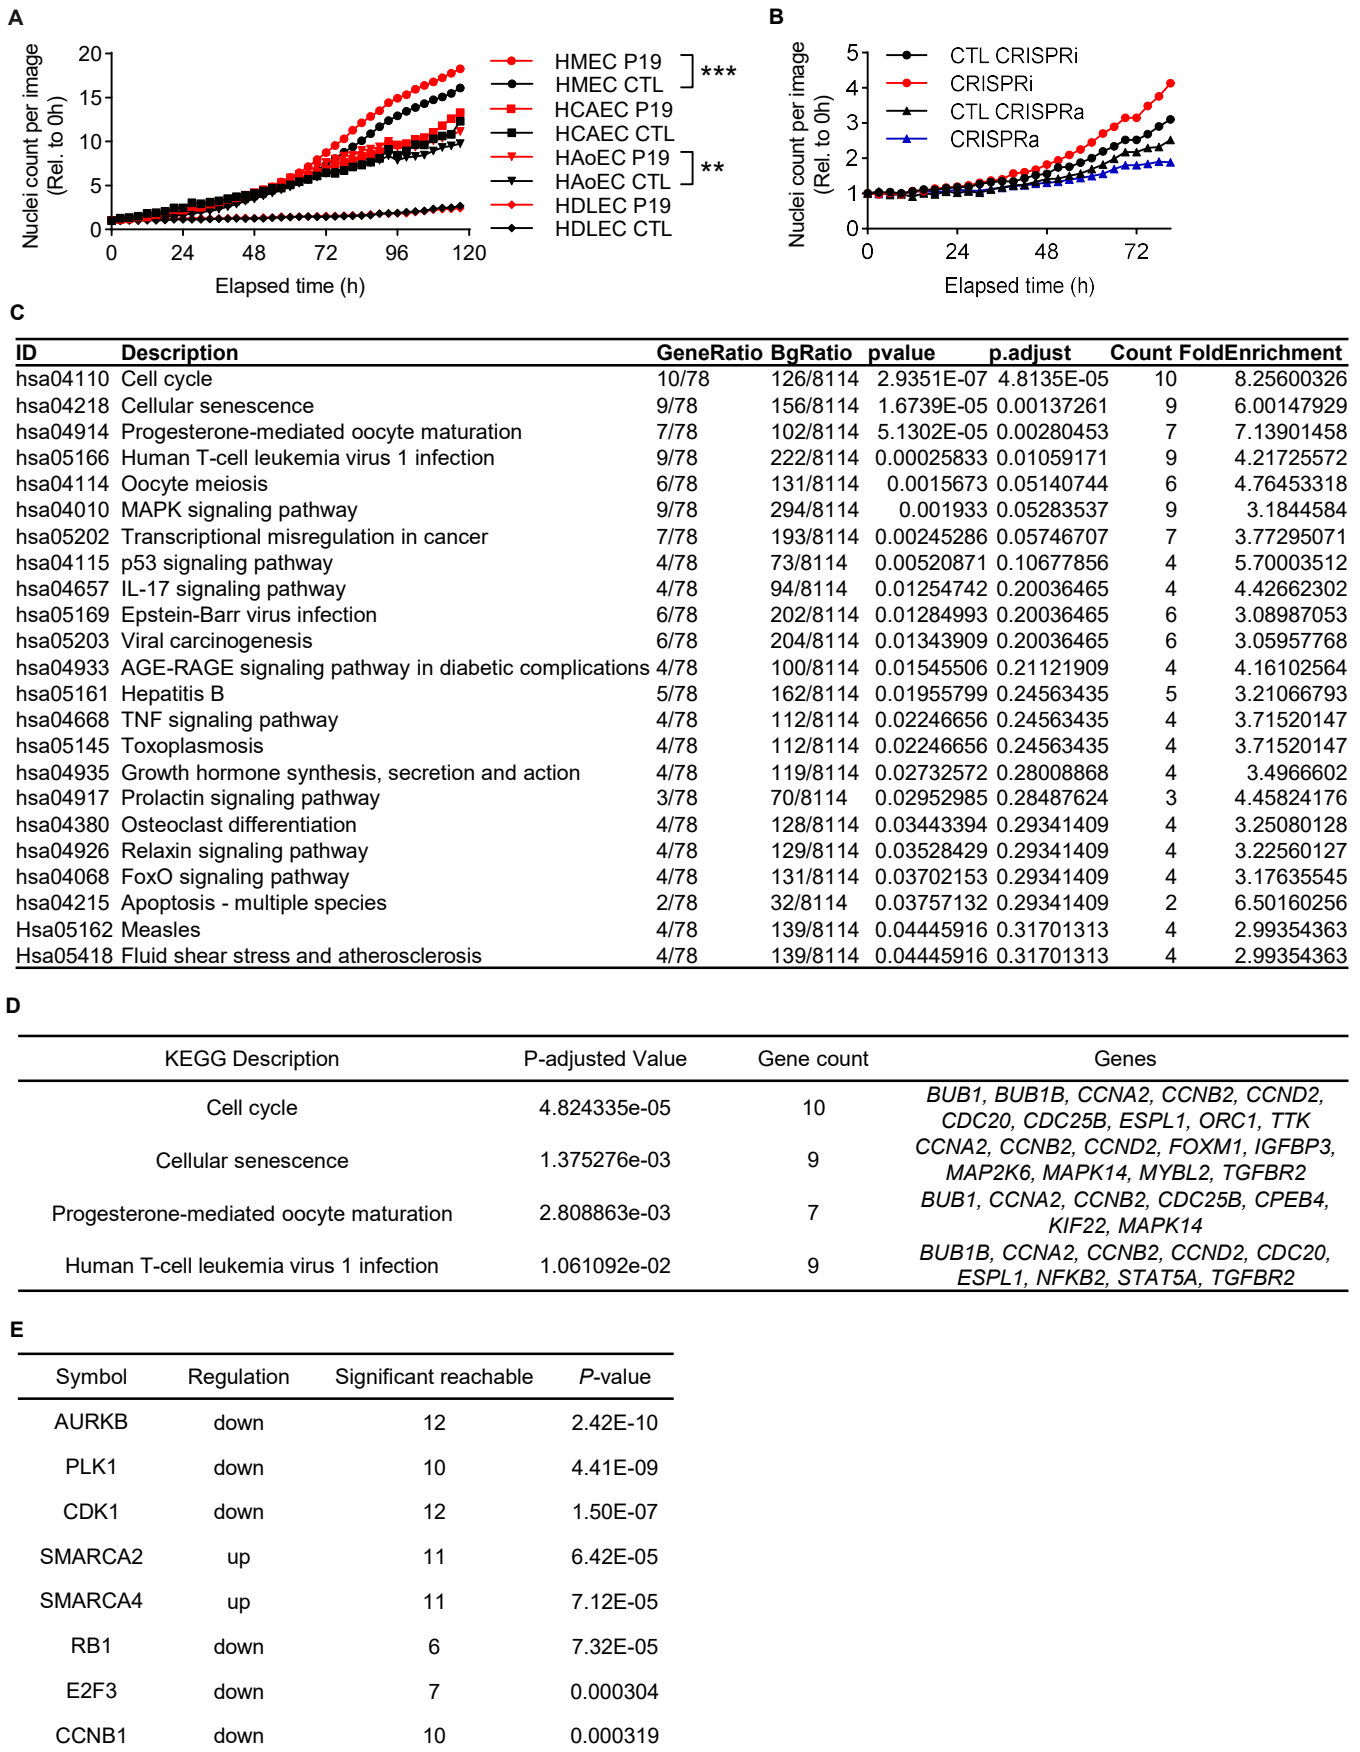 A
Nuclei count per image
(Rel. to 0h)
20
15
10
5
0
0 24 48 72 96 120
Elapsed time (h)
HMEC P19
HMEC CTL
HCAEC P19
HCAEC CTL
HAoEC P19
HAoEC CTL
HDLEC P19
HDLEC CTL
***
**
B
Nuclei count per image
(Rel. to 0h)
5
4
3
2
1
0
0 24 48 72
Elapsed time (h)
CTL CRISPRi
CRISPRi
CTL CRISPRa
CRISPRa
C
ID Description GeneRatio BgRatio pvalue p.adjust Count FoldEnrichment
hsa04110 Cell cycle 10/78 126/8114 2.9351E-07 4.8135E-05 10 8.25600326
hsa04218 Cellular senescence 9/78 156/8114 1.6739E-05 0.00137261 9 6.00147929
hsa04914 Progesterone-mediated oocyte maturation 7/78 102/8114 5.1302E-05 0.00280453 7 7.13901458
hsa05166 Human T-cell leukemia virus 1 infection 9/78 222/8114 0.00025833 0.01059171 9 4.21725572
hsa04114 Oocyte meiosis 6/78 131/8114 0.0015673 0.05140744 6 4.76453318
hsa04010 MAPK signaling pathway 9/78 294/8114 0.001933 0.05283537 9 3.1844584
hsa05202 Transcriptional misregulation in cancer 7/78 193/8114 0.00245286 0.05746707 7 3.77295071
hsa04115 p53 signaling pathway 4/78 73/8114 0.00520871 0.10677856 4 5.70003512
hsa04657 IL-17 signaling pathway 4/78 94/8114 0.01254742 0.20036465 4 4.42662302
hsa05169 Epstein-Barr virus infection 6/78 202/8114 0.01284993 0.20036465 6 3.08987053
hsa05203 Viral carcinogenesis 6/78 204/8114 0.01343909 0.20036465 6 3.05957768
hsa04933 AGE-RAGE signaling pathway in diabetic complications 4/78 100/8114 0.01545506 0.21121909 4 4.16102564
hsa05161 Hepatitis B 5/78 162/8114 0.01955799 0.24563435 5 3.21066793
hsa04668 TNF signaling pathway 4/78 112/8114 0.02246656 0.24563435 4 3.71520147
hsa05145 Toxoplasmosis 4/78 112/8114 0.02246656 0.24563435 4 3.71520147
hsa04935 Growth hormone synthesis, secretion and action 4/78 119/8114 0.02732572 0.28008868 4 3.4966602
hsa04917 Prolactin signaling pathway 3/78 70/8114 0.02952985 0.28487624 3 4.45824176
hsa04380 Osteoclast differentiation 4/78 128/8114 0.03443394 0.29341409 4 3.25080128
hsa04926 Relaxin signaling pathway 4/78 129/8114 0.03528429 0.29341409 4 3.22560127
hsa04068 FoxO signaling pathway 4/78 131/8114 0.03702153 0.29341409 4 3.17635545
hsa04215 Apoptosis - multiple species 2/78 32/8114 0.03757132 0.29341409 2 6.50160256
Hsa05162 Measles 4/78 139/8114 0.04445916 0.31701313 4 2.99354363
Hsa05418 Fluid shear stress and atherosclerosis 4/78 139/8114 0.04445916 0.31701313 4 2.99354363
D
KEGG Description P-adjusted Value Gene count Genes
Cell cycle 4.824335e-05 10 BUB1, BUB1B, CCNA2, CCNB2, CCND2,
CDC20, CDC25B, ESPL1, ORC1, TTK
Cellular senescence 1.375276e-03 9 CCNA2, CCNB2, CCND2, FOXM1, IGFBP3,
MAP2K6, MAPK14, MYBL2, TGFBR2
Progesterone-mediated oocyte maturation 2.808863e-03 7 BUB1, CCNA2, CCNB2, CDC25B, CPEB4,
KIF22, MAPK14
Human T-cell leukemia virus 1 infection 1.061092e-02 9 BUB1B, CCNA2, CCNB2, CCND2, CDC20,
ESPL1, NFKB2, STAT5A, TGFBR2
E
Symbol Regulation Significant reachable P-value
AURKB down 12 2.42E-10
PLK1 down 10 4.41E-09
CDK1 down 12 1.50E-07
SMARCA2 up 11 6.42E-05
SMARCA4 up 11 7.12E-05
RB1 down 6 7.32E-05
E2F3 down 7 0.000304
CCNB1 down 10 0.000319